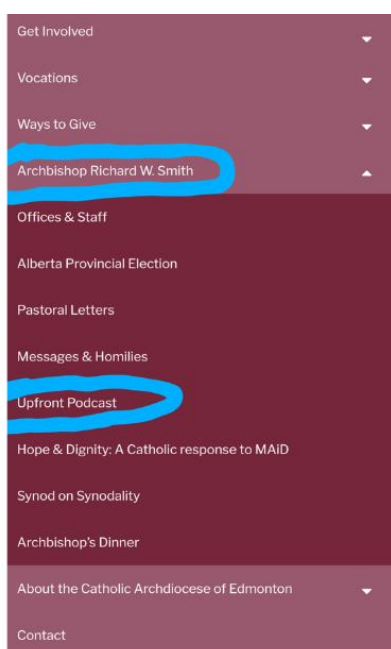 Get Involved
Vocations
Ways to Give
Archbishop Richard W. Smith
Offices & Staff
Alberta Provincial Election
Pastoral Letters
Messages & Homilies
Upfront Podcast
Hope & Dignity: A Catholic response to MAiD
Synod on Synodality
Archbishop's Dinner
About the Catholic Archdiocese of Edmonton
Contact